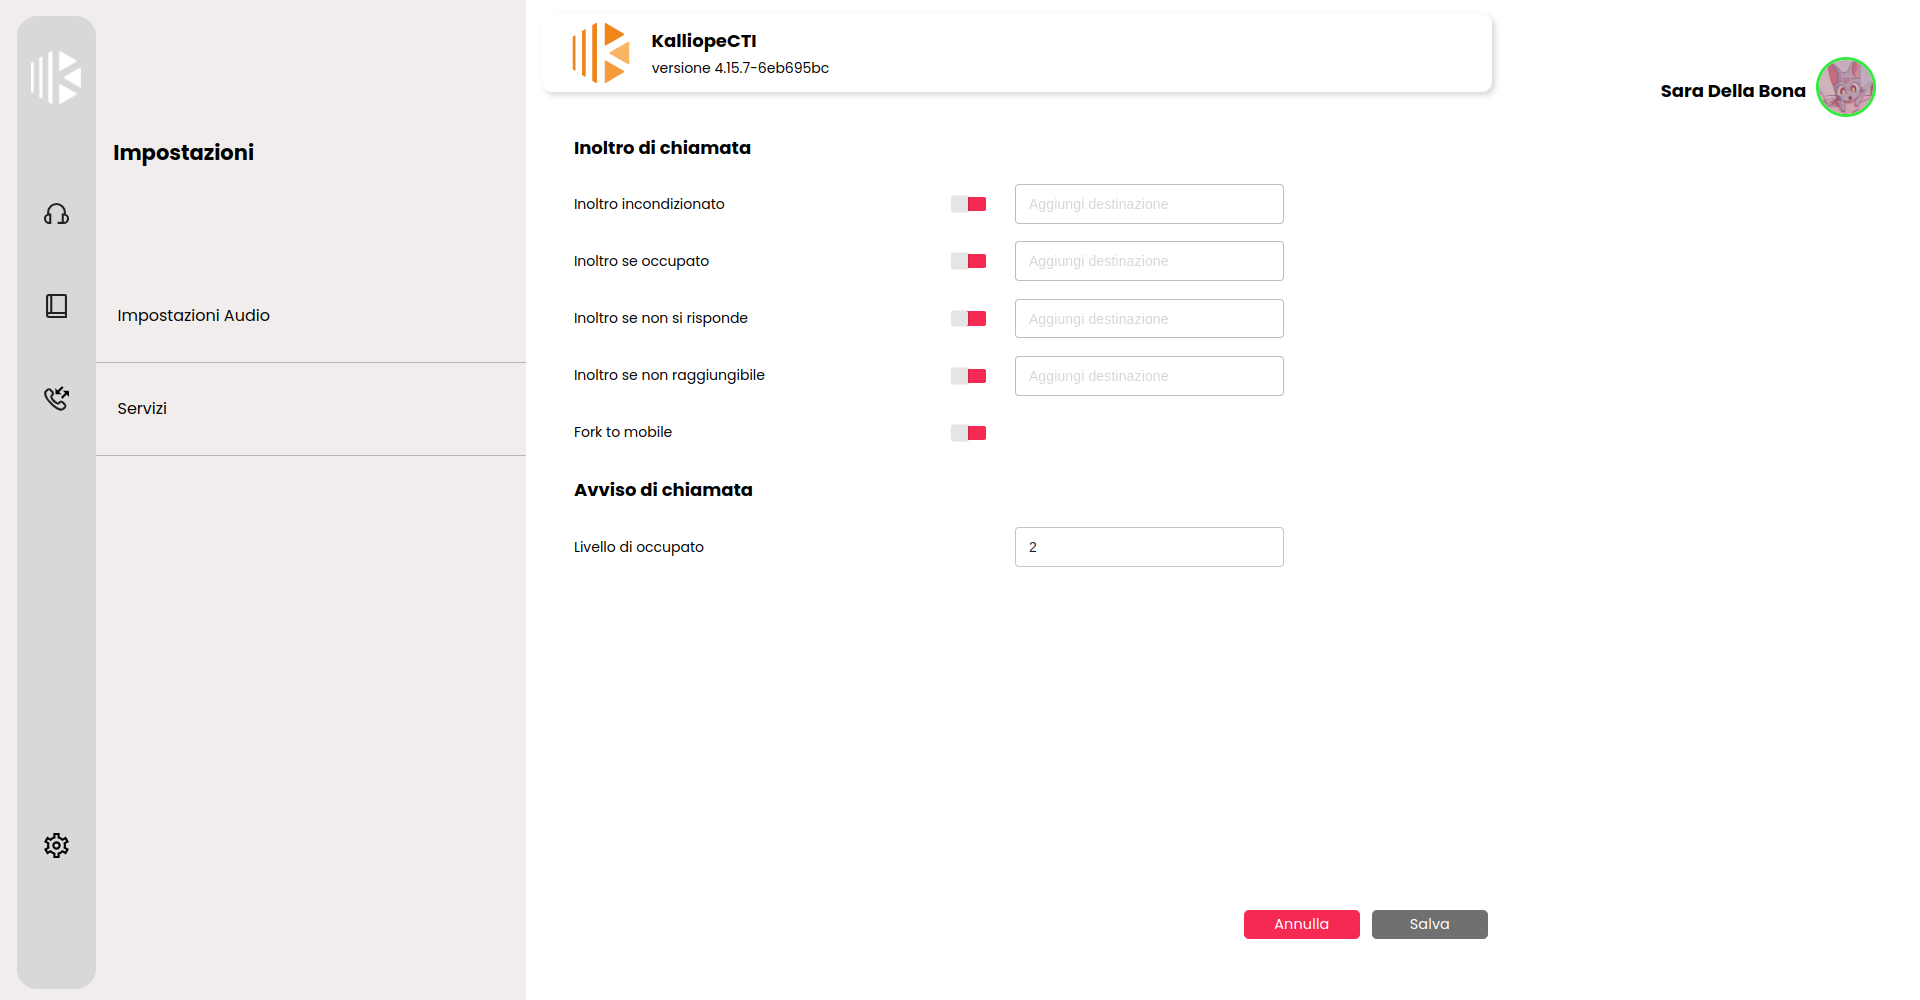 KalliopeCTI
versione 4.15.7-6eb695bc
Sara Della Bona
Impostazioni
Impostazioni Audio
Servizi
Inoltro di chiamata
Inoltro incondizionato Aggiungi destinazione
Inoltro se occupato Aggiungi destinazione
Inoltro se non si risponde Aggiungi destinazione
Inoltro se non raggiungibile Aggiungi destinazione
Fork to mobile
Avviso di chiamata
Livello di occupato 2
Annulla Salva